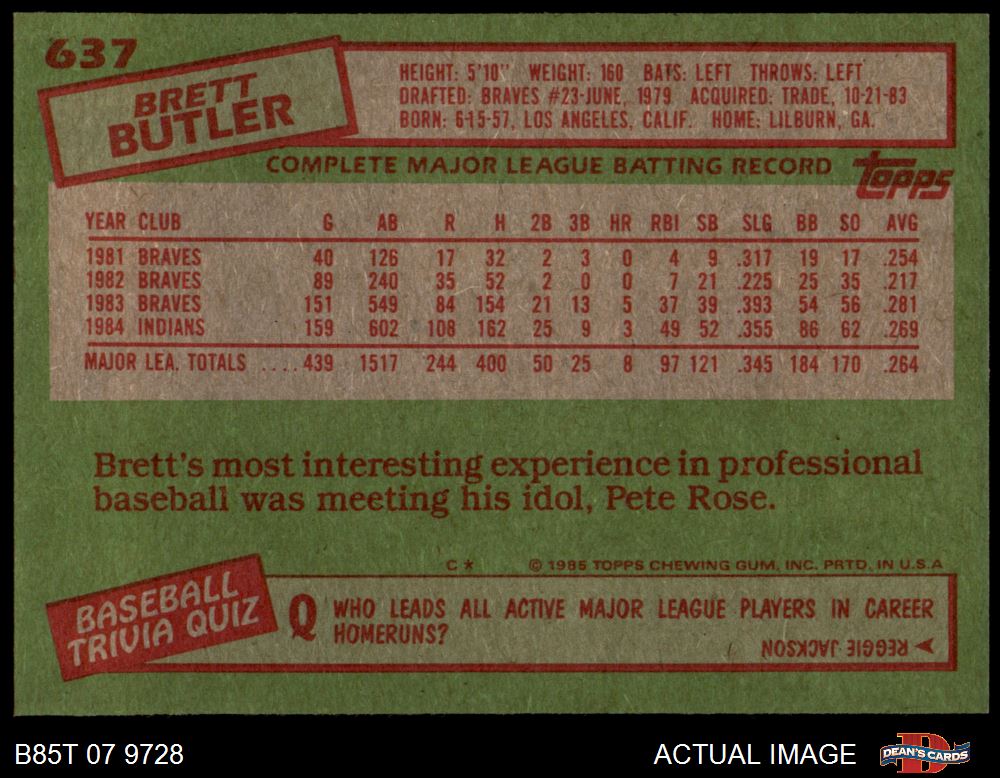 637
BRETT
BUTLER
HEIGHT: 5'10" WEIGHT: 160 BATS: LEFT THROWS: LEFT
DRAFTED: BRAVES #23-JUNE, 1979 ACQUIRED: TRADE, 10-21-83
BORN: 6-15-57, LOS ANGELES, CALIF. HOME: LILBURN, GA.
COMPLETE MAJOR LEAGUE BATTING RECORD
Topps
YEAR CLUB G AB R H 2B 3B HR RBI SB SLG BB SO AVG
1981 BRAVES 40 126 17 32 2 3 0 4 9 .317 19 17 .254
1982 BRAVES 89 240 35 52 2 0 0 7 21 .225 25 35 .217
1983 BRAVES 151 549 84 154 21 13 5 37 39 .393 54 56 .281
1984 INDIANS 159 602 108 162 25 9 3 49 52 .355 86 62 .269
MAJOR LEA. TOTALS ....439 1517 244 400 50 25 8 97 121 .345 184 170 .264
Brett's most interesting experience in professional
baseball was meeting his idol, Pete Rose.
C * © 1985 TOPPS CHEWING GUM, INC. PRTD. IN U.S.A
BASEBALL
TRIVIA QUIZ
Q WHO LEADS ALL ACTIVE MAJOR LEAGUE PLAYERS IN CAREER
HOMERUNS?
REGGIE JACKSON
B85T 07 9728
ACTUAL IMAGE
D
DEAN'S CARDS